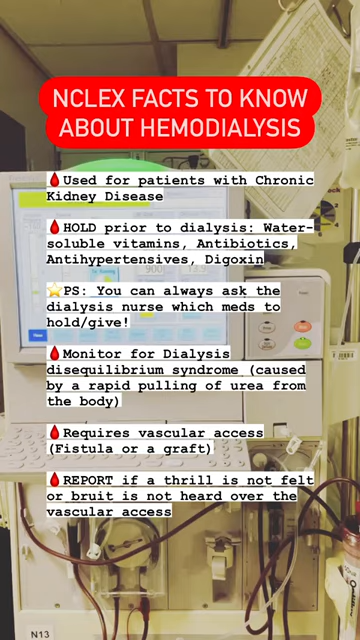 NCLEX FACTS TO KNOW
ABOUT HEMODIALYSIS
🩸Used for patients with Chronic
Kidney Disease
🩸HOLD prior to dialysis: Water-
soluble vitamins, Antibiotics,
Antihypertensives, Digoxin
⭐PS: You can always ask the
dialysis nurse which meds to
hold/give!
🩸Monitor for Dialysis
disequilibrium syndrome (caused
by a rapid pulling of urea from
the body)
🩸Requires vascular access
(Fistula or a graft)
🩸REPORT if a thrill is not felt
or bruit is not heard over the
vascular access
N13